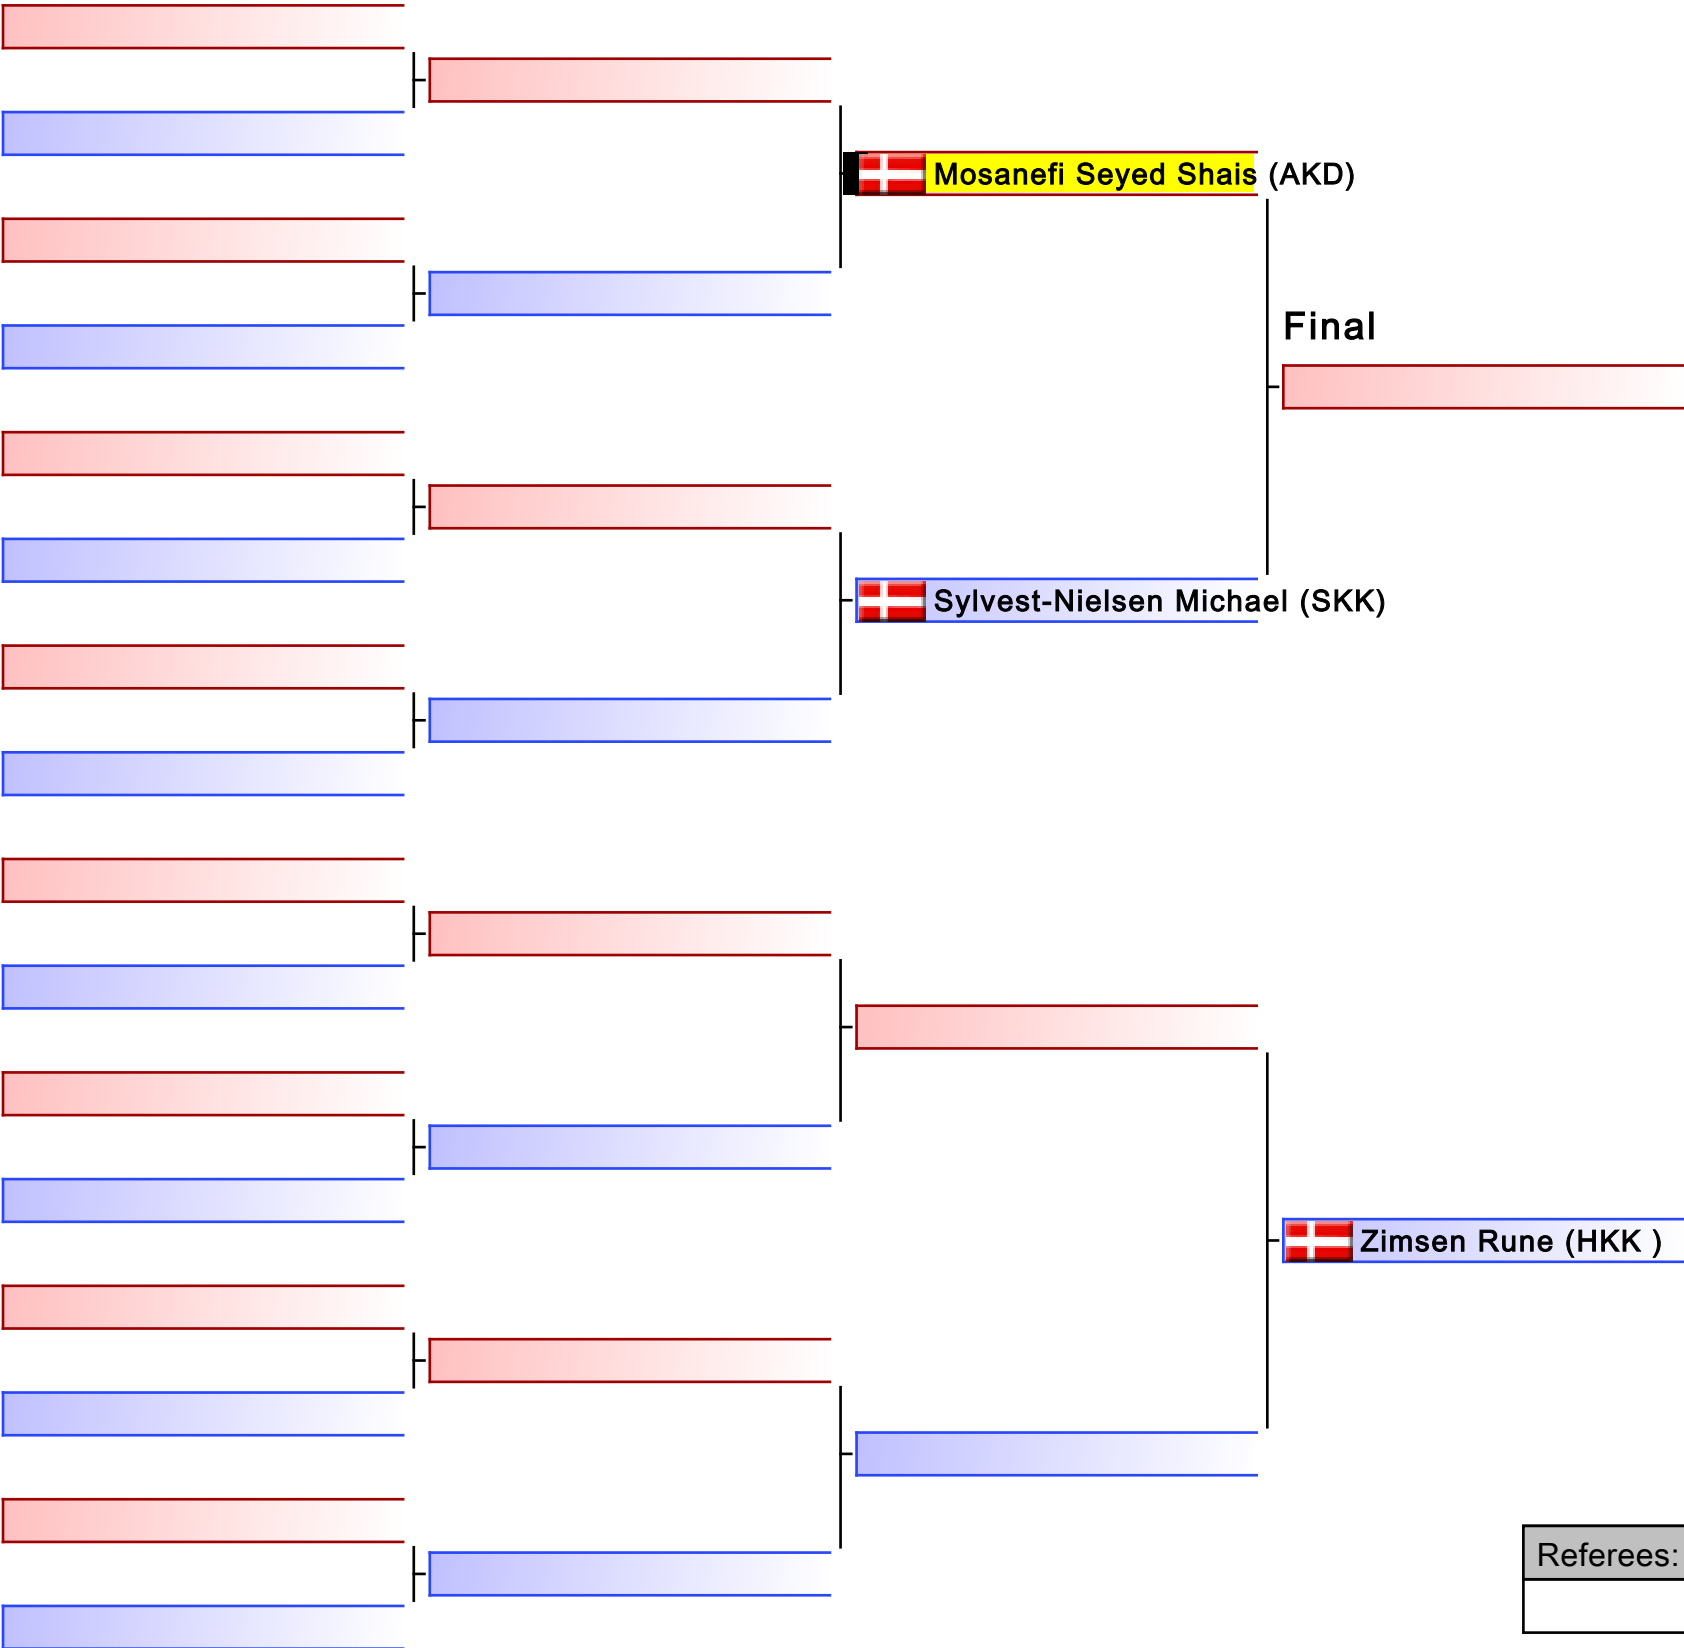 Mosanefi Seyed Shais (AKD)
Final
Sylvest-Nielsen Michael (SKK)
Zimsen Rune (HKK )
Referees: